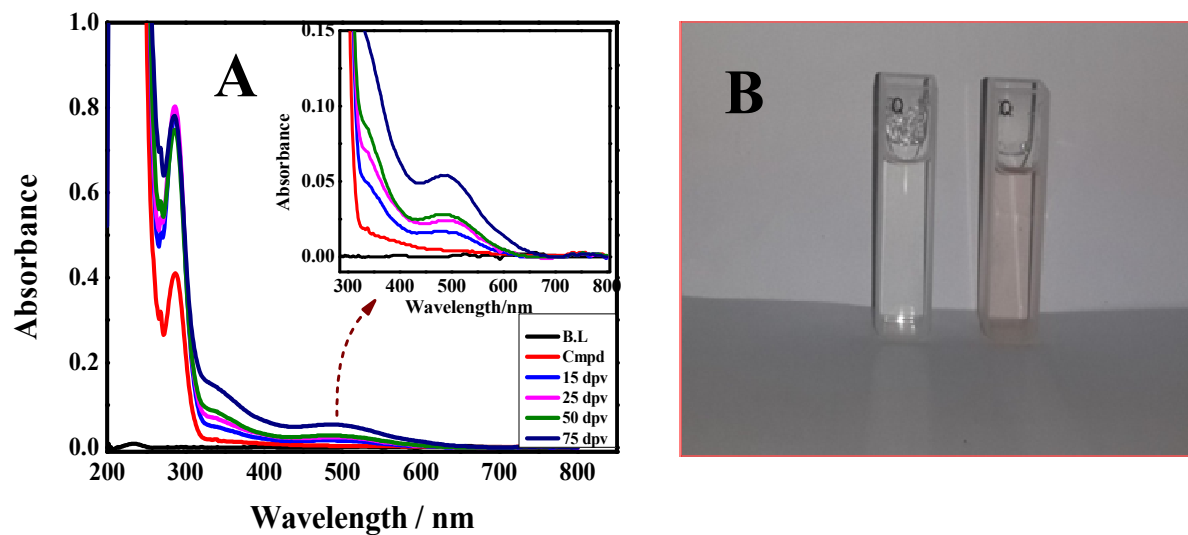 A
1.0
0.8
0.6
0.4
0.2
0.0
Absorbance
200
300
400
500
600
700
800
Wavelength / nm
0.15
0.10
0.05
0.00
Absorbance
300
400
500
600
700
800
Wavelength/nm
B.L
Cmpd
15 dpv
25 dpv
50 dpv
75 dpv
B
Q
Q